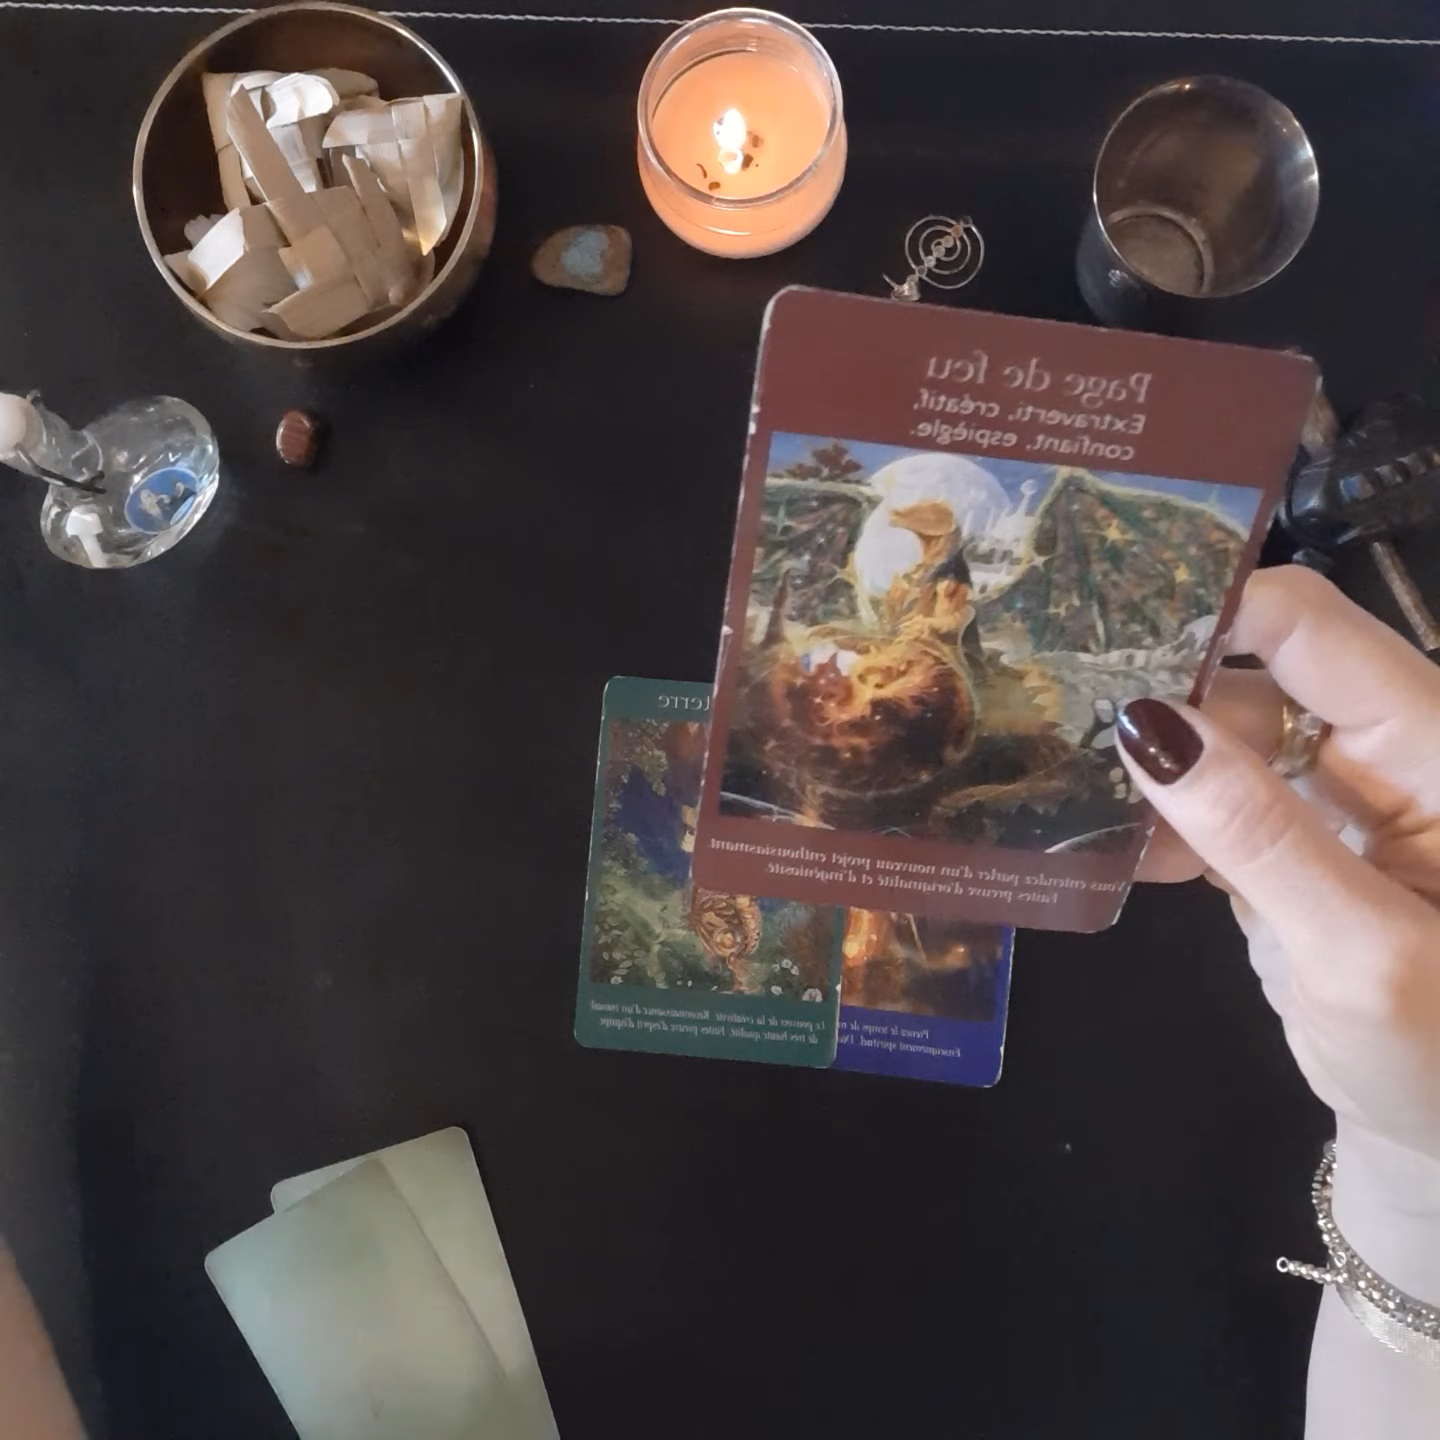 Page de feu
Extraverti, créatif,
confiant, espiègle.
Vous entendez parler d'un nouveau projet enthousiasmant.
Faites preuve d'originalité et d'ingéniosité.
terre
Le pouvoir de la créativité. Reconnaissance d'un travail
de très haute qualité. Faites preuve d'esprit d'équipe.
Prenez le temps de
Enseignement spirituel.